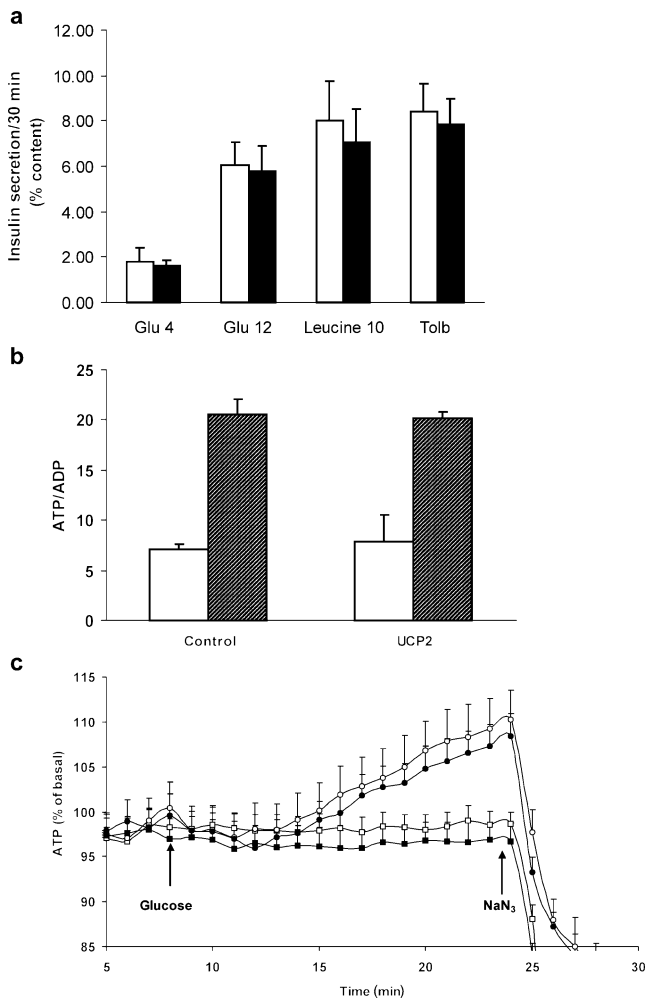 a
Insulin secretion/30 min
(% content)
12.00
10.00
8.00
6.00
4.00
2.00
0.00
Glu 4 Glu 12 Leucine 10 Tolb
b
ATP/ADP
25
20
15
10
5
0
Control UCP2
c
ATP (% of basal)
115
110
105
100
95
90
85
Glucose NaN3
5 10 15 20 25 30
Time (min)